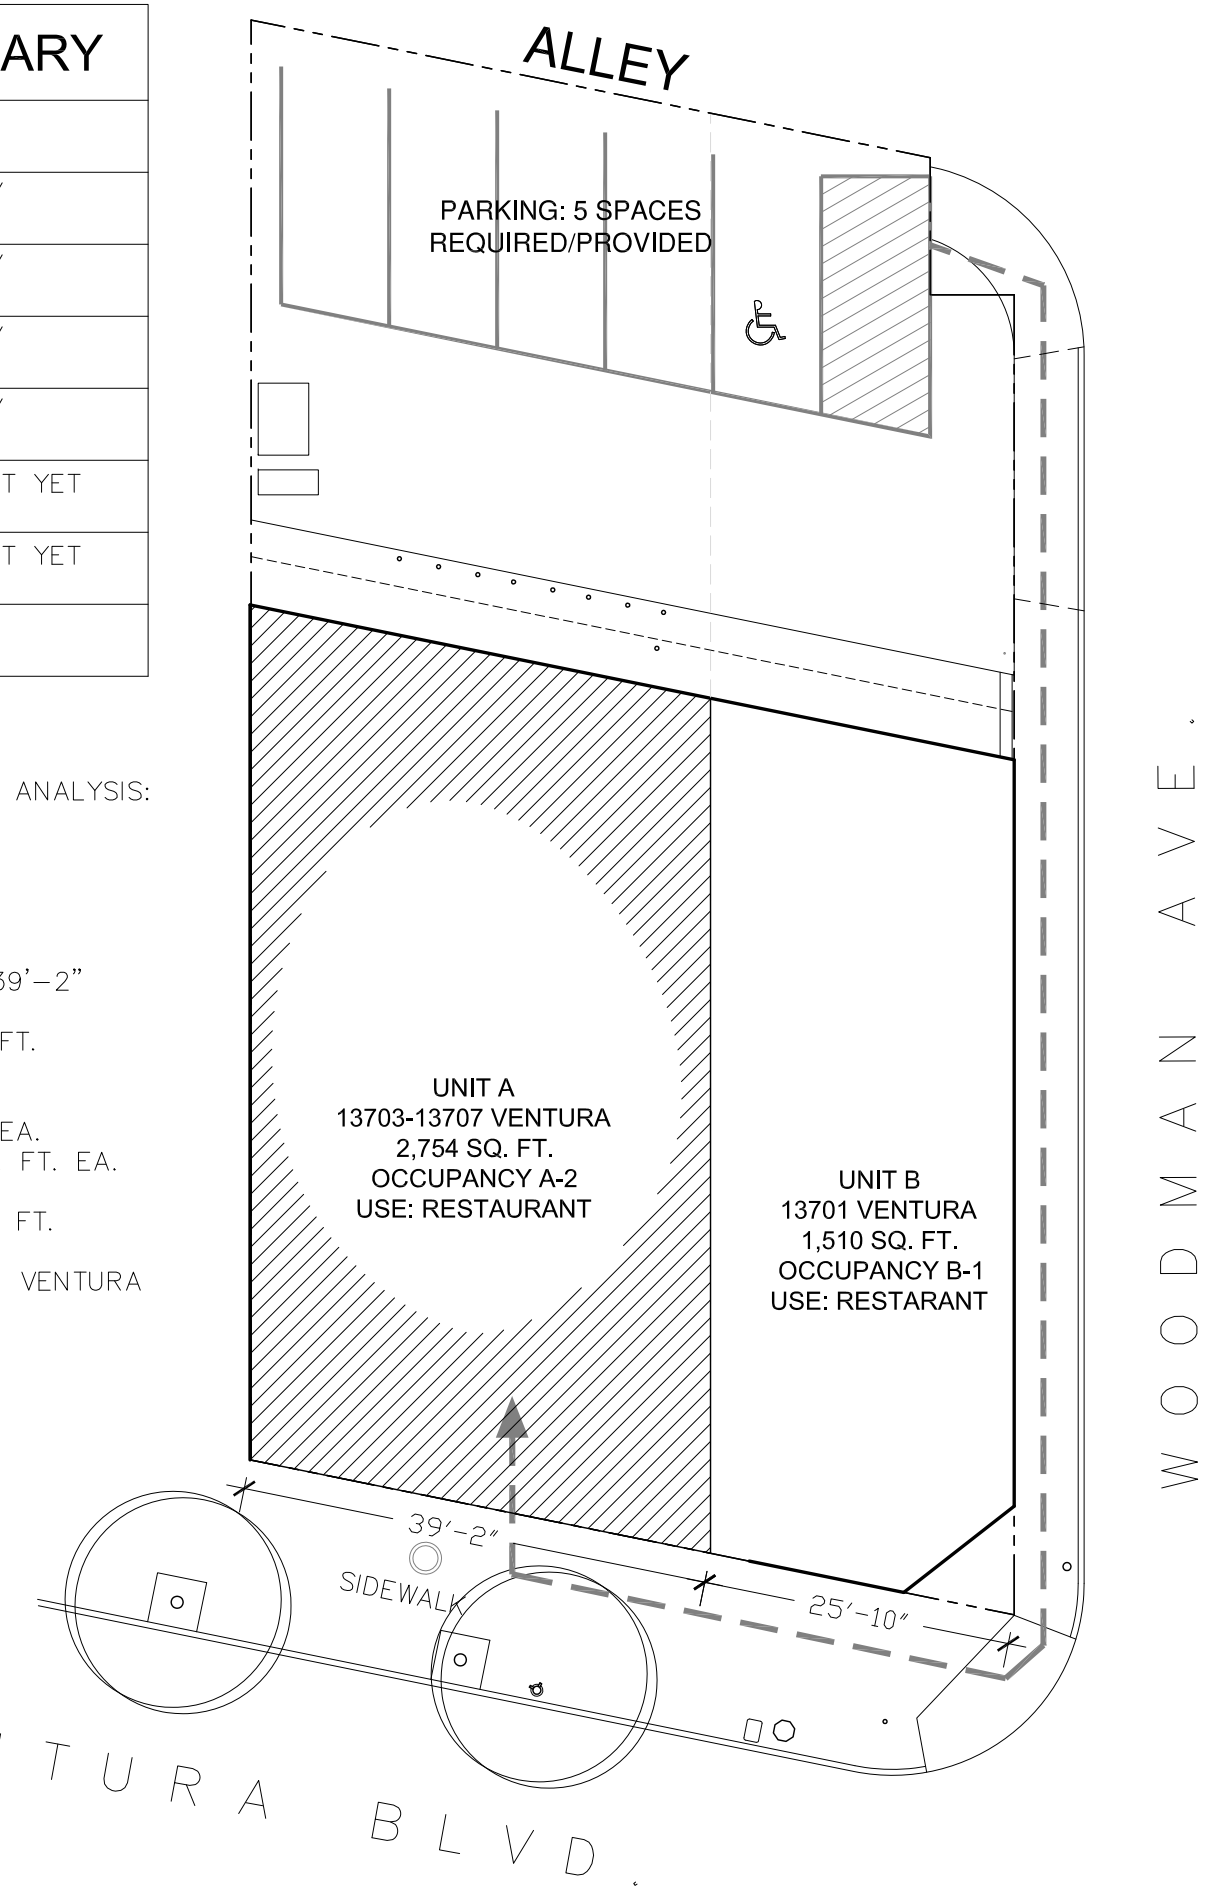 ARY
ALLEY
PARKING: 5 SPACES
REQUIRED/PROVIDED
T YET
T YET
ANALYSIS:
39'-2"
FT.
EA.
FT. EA.
FT.
VENTURA
UNIT A
13703-13707 VENTURA
2,754 SQ. FT.
OCCUPANCY A-2
USE: RESTAURANT
UNIT B
13701 VENTURA
1,510 SQ. FT.
OCCUPANCY B-1
USE: RESTARANT
WOODMAN AVE.
39'-2"
SIDEWALK
25'-10"
TURA BLVD.